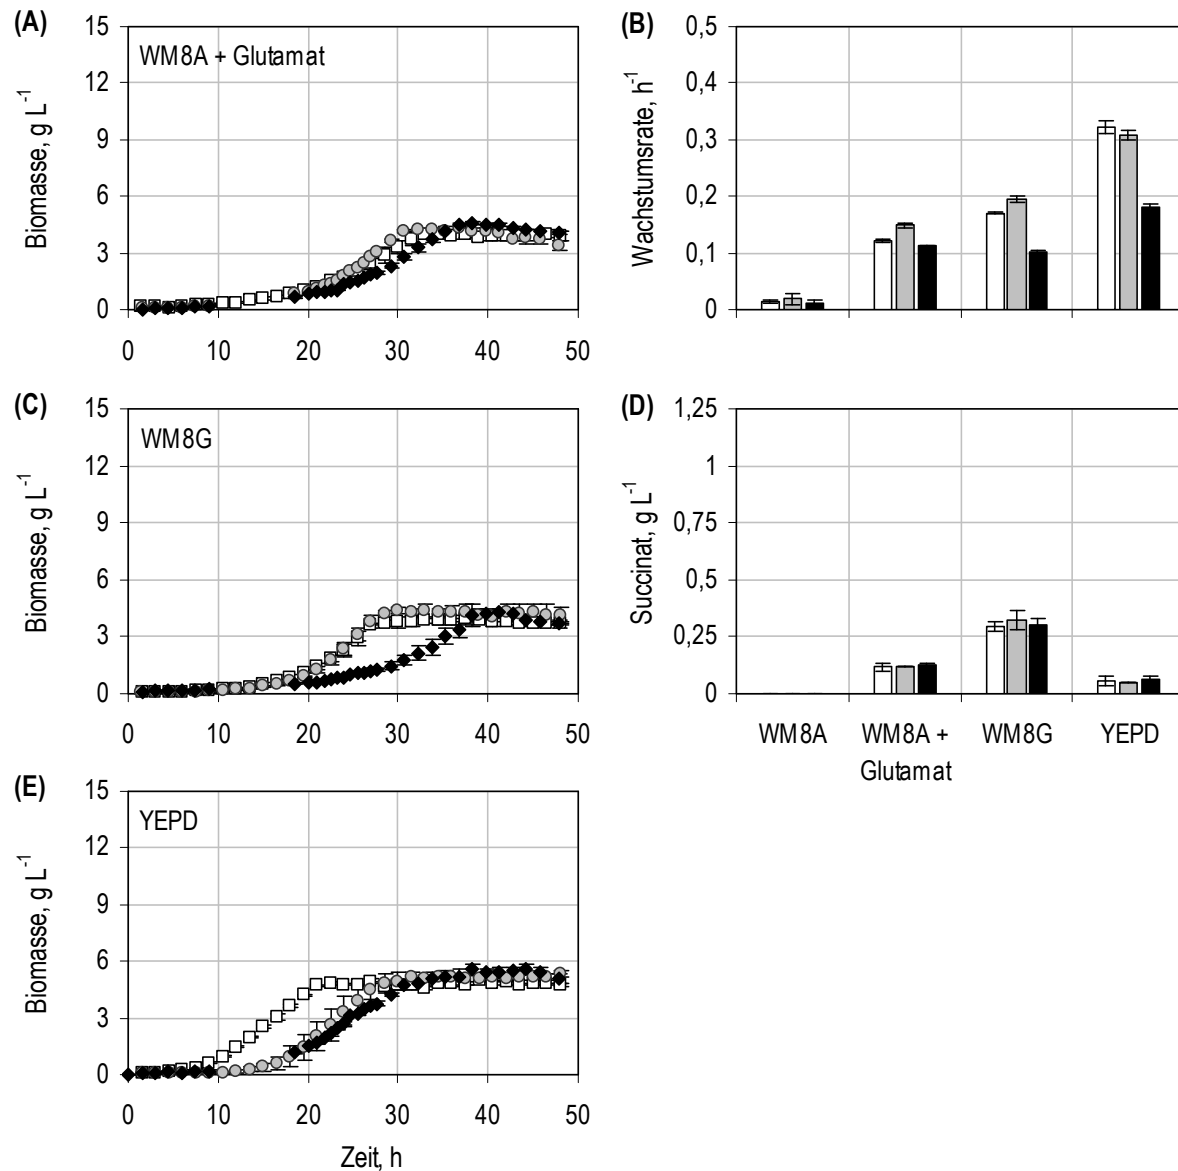 (A)
WM8A + Glutamat
Biomasse, g L⁻¹
15
12
9
6
3
0
0 10 20 30 40 50
(B)
Wachstumsrate, h⁻¹
0,5
0,4
0,3
0,2
0,1
0
(C)
WM8G
Biomasse, g L⁻¹
15
12
9
6
3
0
0 10 20 30 40 50
(D)
Succinat, g L⁻¹
1,25
1
0,75
0,5
0,25
0
WM8A WM8A + WM8G YEPD
Glutamat
(E)
YEPD
Biomasse, g L⁻¹
15
12
9
6
3
0
0 10 20 30 40 50
Zeit, h